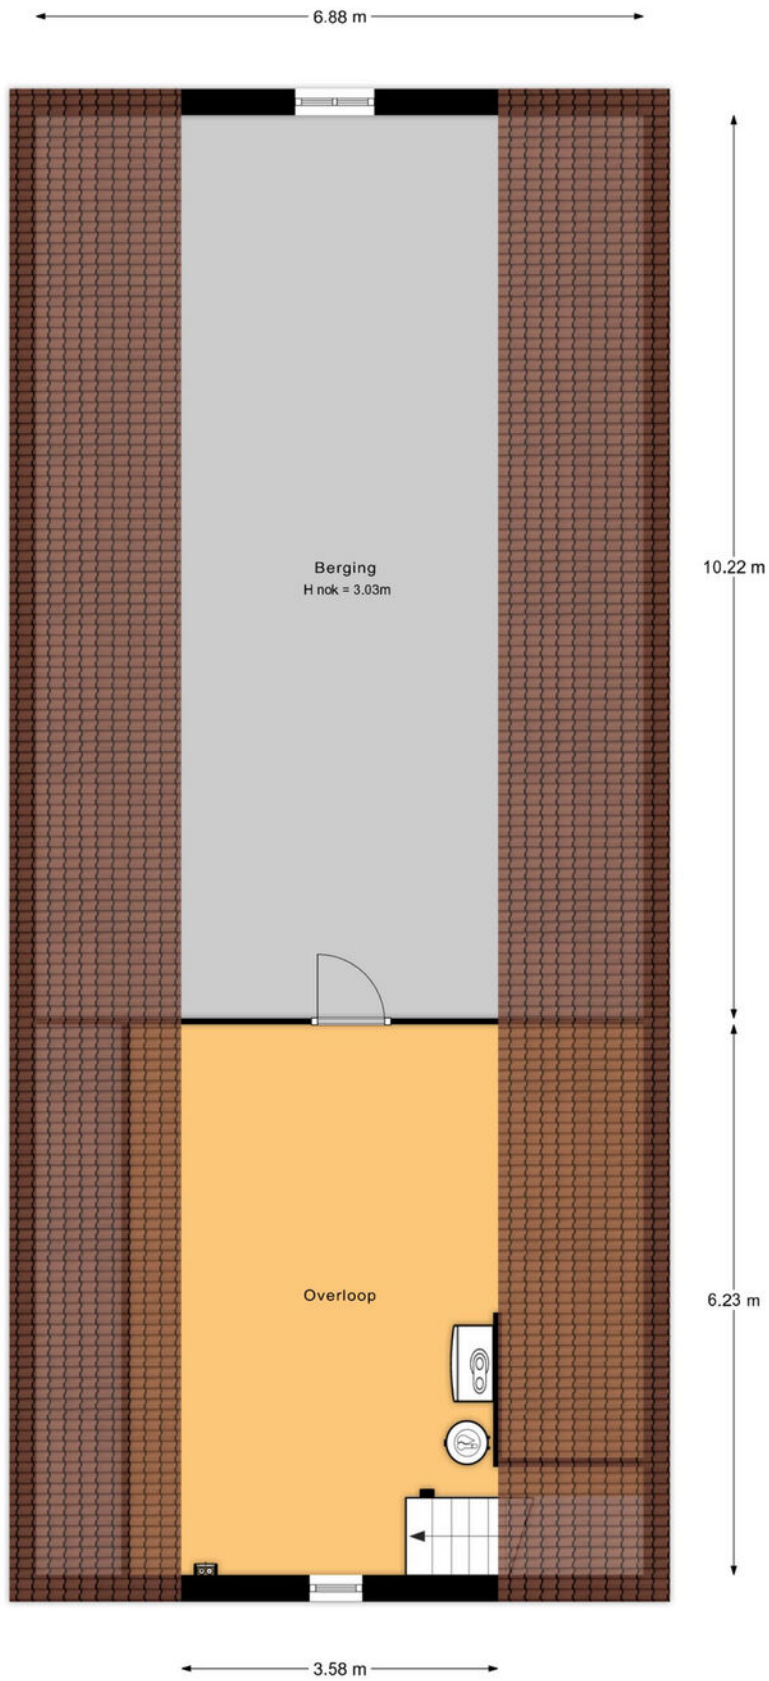 6.88 m
Berging
H nok = 3.03m
10.22 m
Overloop
6.23 m
3.58 m